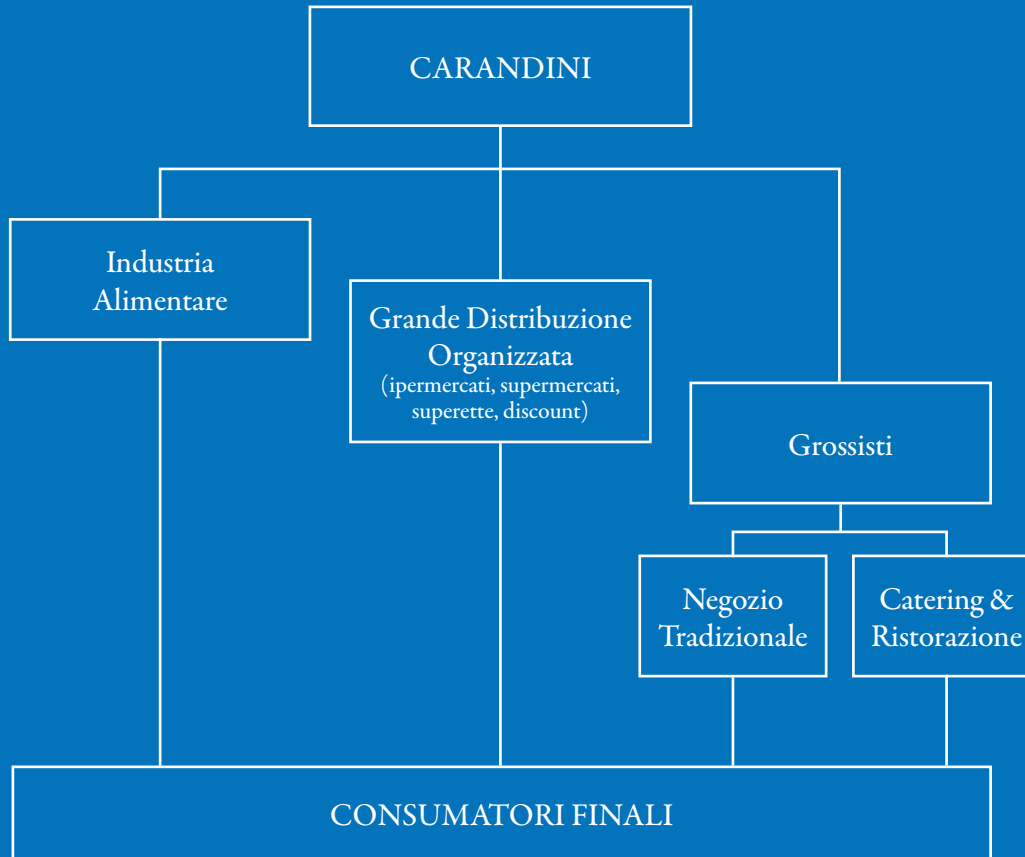 CARANDINI
Industria
Alimentare
Grande Distribuzione
Organizzata
(ipermercati, supermercati,
superette, discount)
Grossisti
Negozio
Tradizionale
Catering &
Ristorazione
CONSUMATORI FINALI